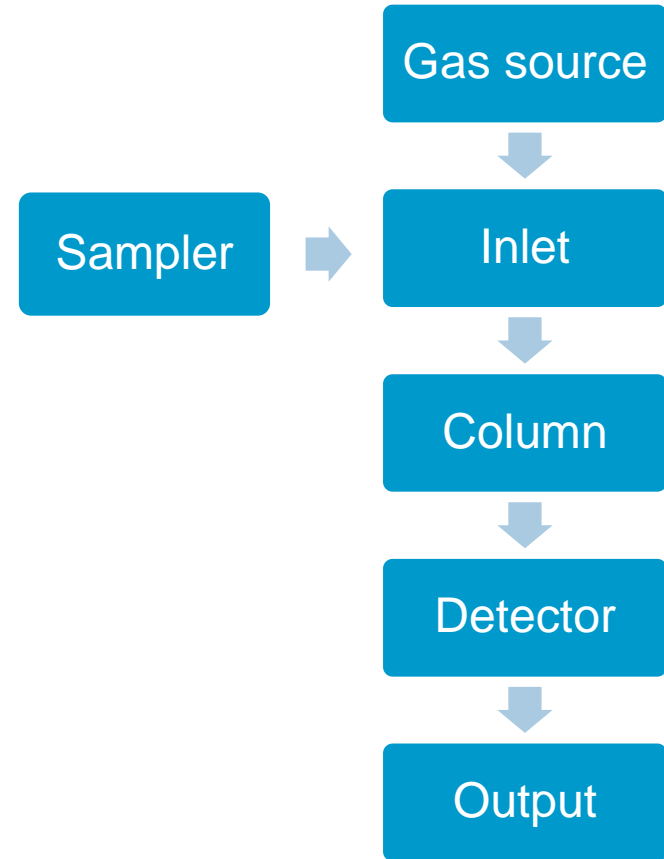 Gas source
Sampler
Inlet
Column
Detector
Output